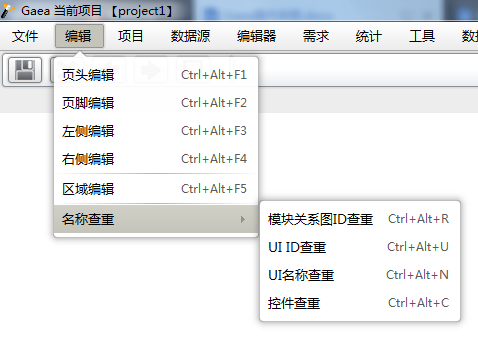 Gaea 当前项目 【project1】
文件 编辑 项目 数据源 编辑器 需求 统计 工具
页头编辑 Ctrl+Alt+F1
页脚编辑 Ctrl+Alt+F2
左侧编辑 Ctrl+Alt+F3
右侧编辑 Ctrl+Alt+F4
区域编辑 Ctrl+Alt+F5
名称查重
模块关系图ID查重 Ctrl+Alt+R
UI ID查重 Ctrl+Alt+U
UI名称查重 Ctrl+Alt+N
控件查重 Ctrl+Alt+C